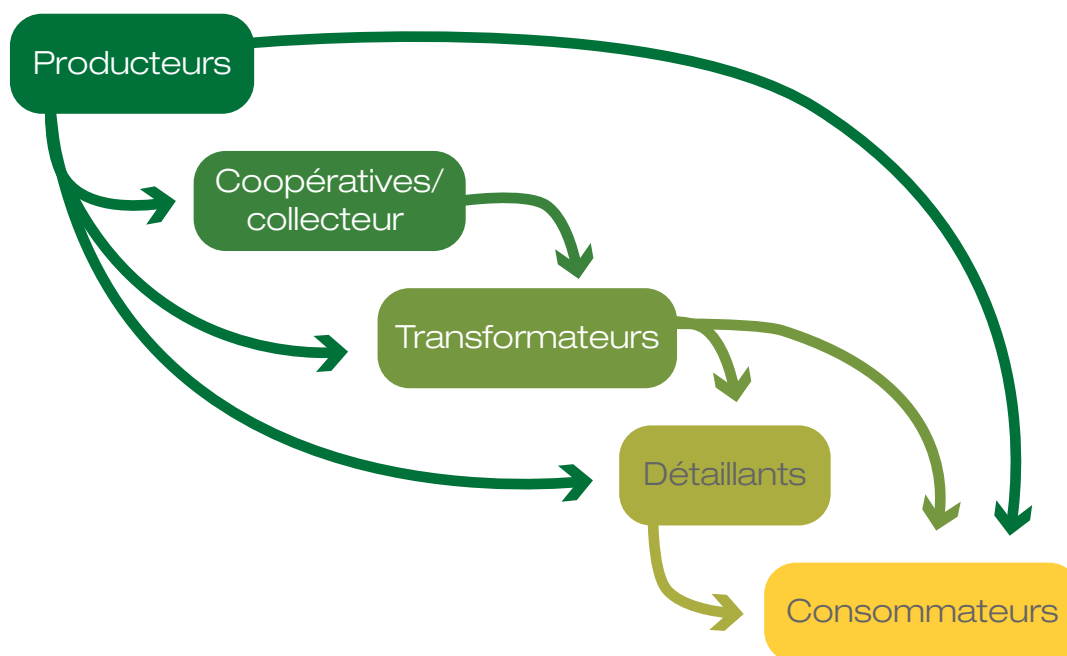 Producteurs
Coopératives/
collecteur
Transformateurs
Détaillants
Consommateurs